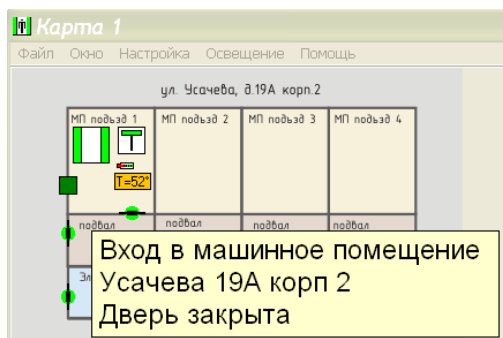 Карта 1
Файл Окно Настройка Освещение Помощь
ул. Усачева, д.19А корп.2
МП подъзд 1 МП подъзд 2 МП подъзд 3 МП подъзд 4
T=52°
подвал подвал подвал подвал
Вход в машинное помещение
Усачева 19А корп 2
Дверь закрыта